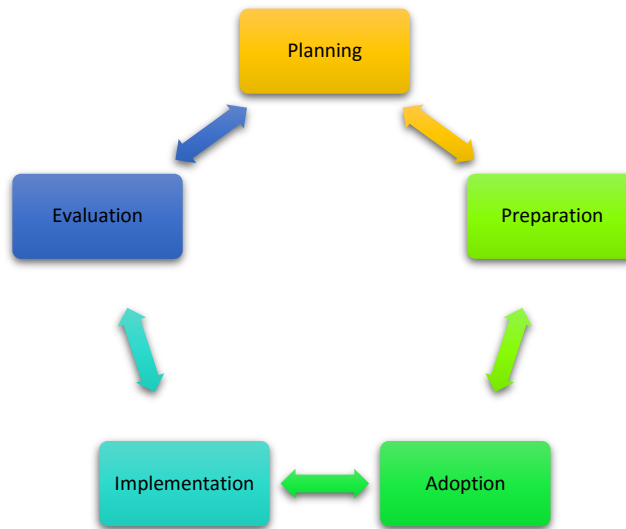 Planning
Preparation
Adoption
Implementation
Evaluation